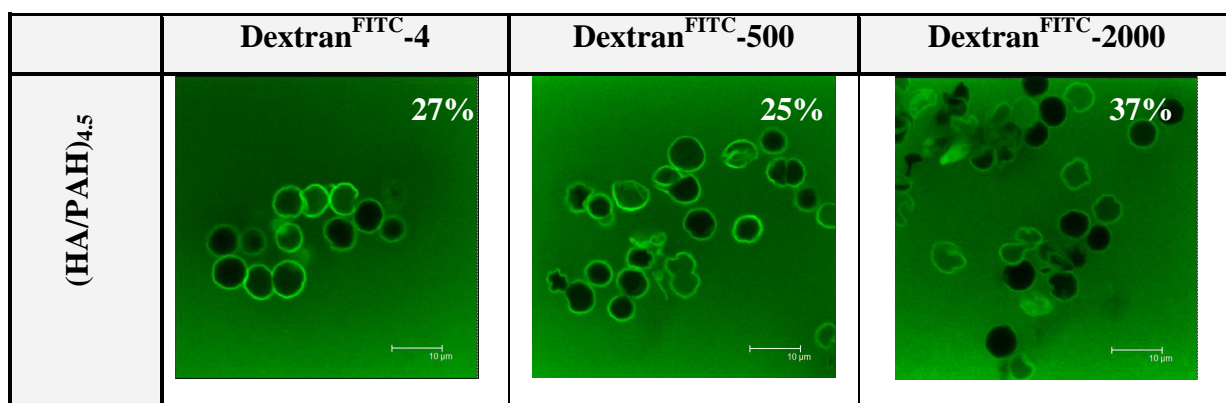 Dextran^FITC-4
Dextran^FITC-500
Dextran^FITC-2000
(HA/PAH)4.5
27%
25%
37%
10 µm
10 µm
10 µm